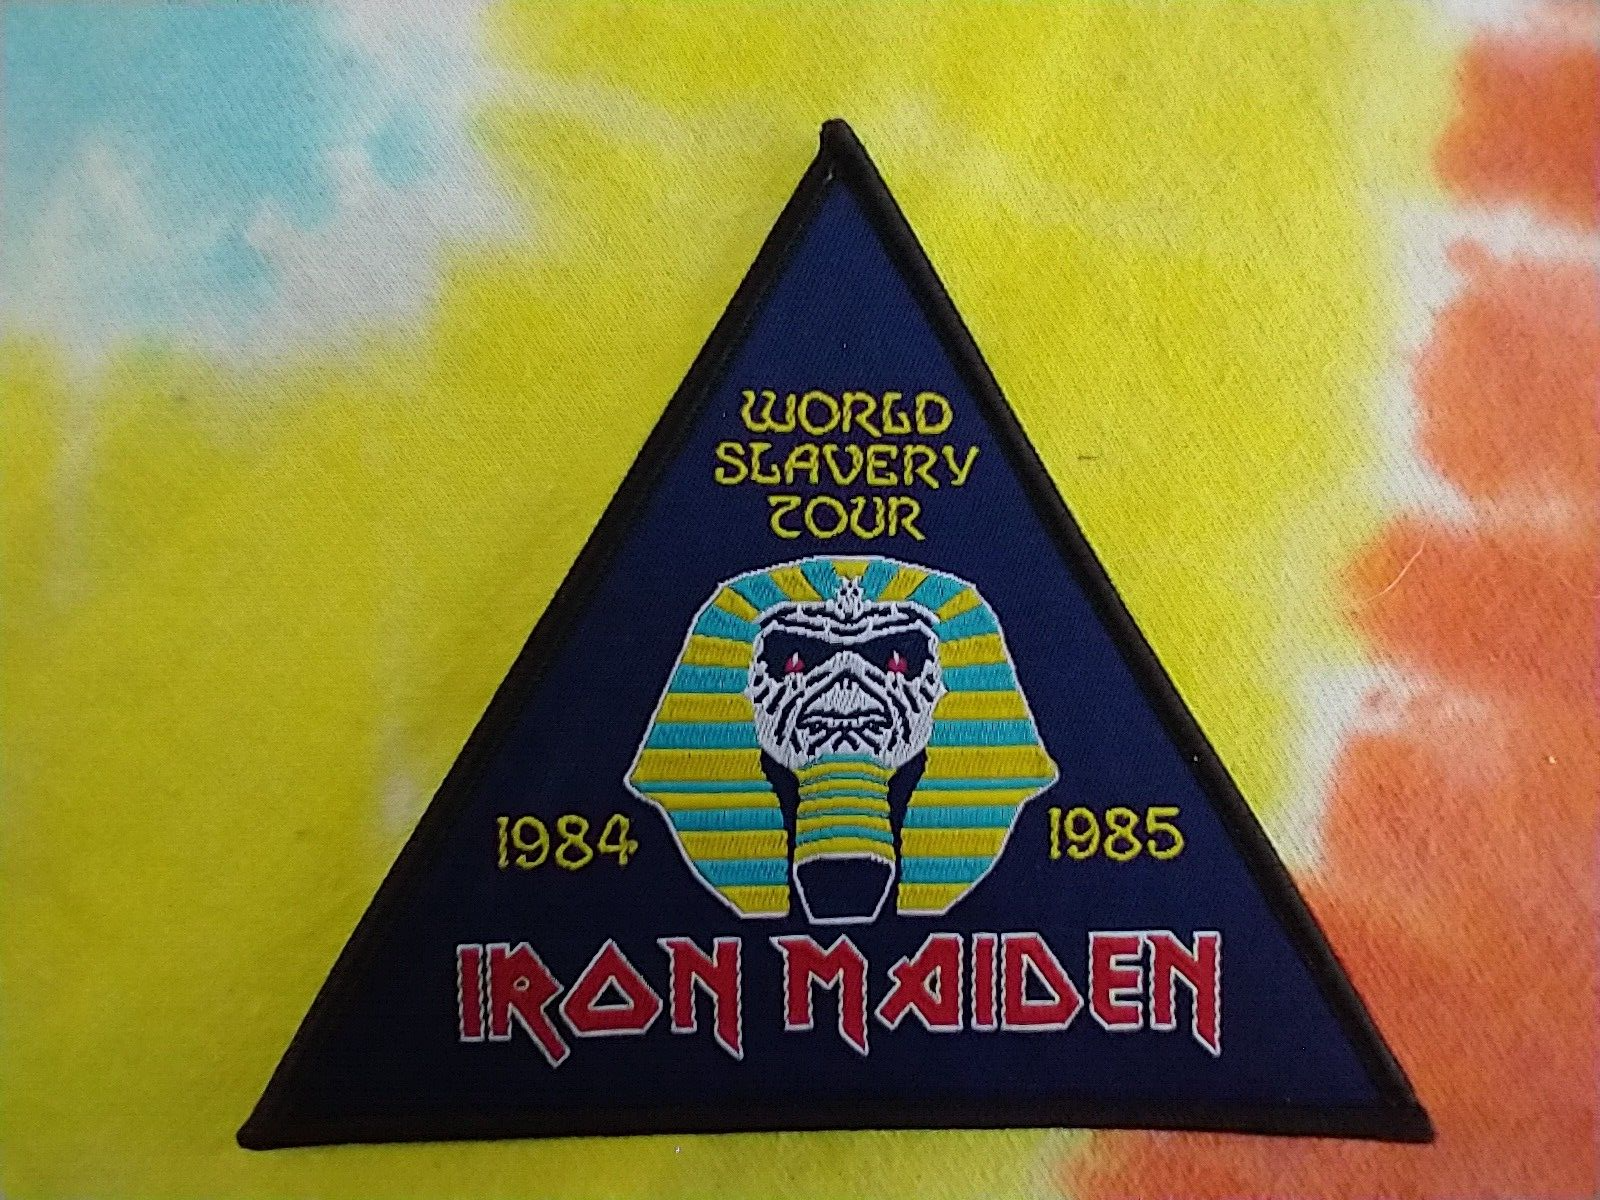 WORLD
SLAVERY
TOUR
1984 1985
IRON MAIDEN